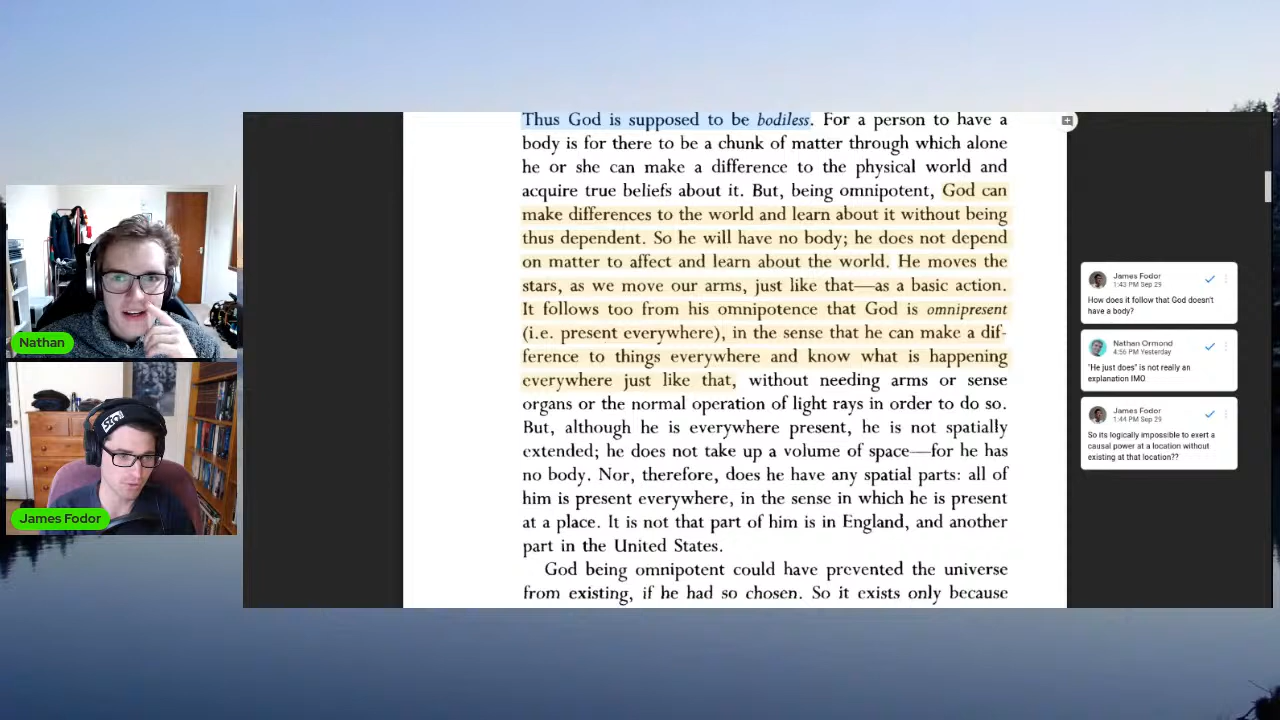 Thus God is supposed to be bodiless. For a person to have a
body is for there to be a chunk of matter through which alone
he or she can make a difference to the physical world and
acquire true beliefs about it. But, being omnipotent, God can
make differences to the world and learn about it without being
thus dependent. So he will have no body; he does not depend
on matter to affect and learn about the world. He moves the
stars, as we move our arms, just like that—as a basic action.
It follows too from his omnipotence that God is omnipresent
(i.e. present everywhere), in the sense that he can make a dif-
ference to things everywhere and know what is happening
everywhere just like that, without needing arms or sense
organs or the normal operation of light rays in order to do so.
But, although he is everywhere present, he is not spatially
extended; he does not take up a volume of space—for he has
no body. Nor, therefore, does he have any spatial parts: all of
him is present everywhere, in the sense in which he is present
at a place. It is not that part of him is in England, and another
part in the United States.
God being omnipotent could have prevented the universe
from existing, if he had so chosen. So it exists only because
James Fodor
1:43 PM Sep 29
How does it follow that God doesn't
have a body?
Nathan Ormond
4:56 PM Yesterday
"He just does" is not really an
explanation IMO
James Fodor
1:44 PM Sep 29
So its logically impossible to exert a
causal power at a location without
existing at that location??
Nathan
James Fodor